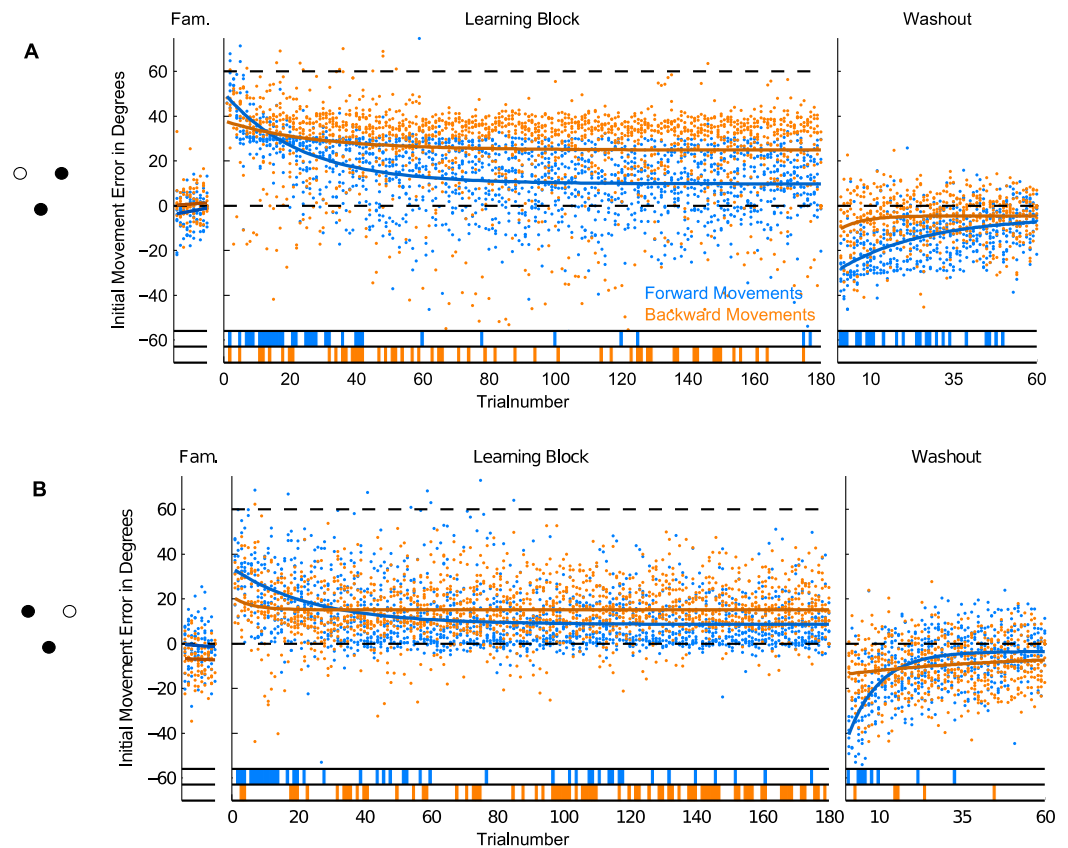 Fam. Learning Block Washout
A
Initial Movement Error in Degrees
60
40
20
0
−20
−40
−60
Forward Movements
Backward Movements
0 20 40 60 80 100 120 140 160 180 10 35 60
Trialnumber
Fam. Learning Block Washout
B
Initial Movement Error in Degrees
60
40
20
0
−20
−40
−60
0 20 40 60 80 100 120 140 160 180 10 35 60
Trialnumber